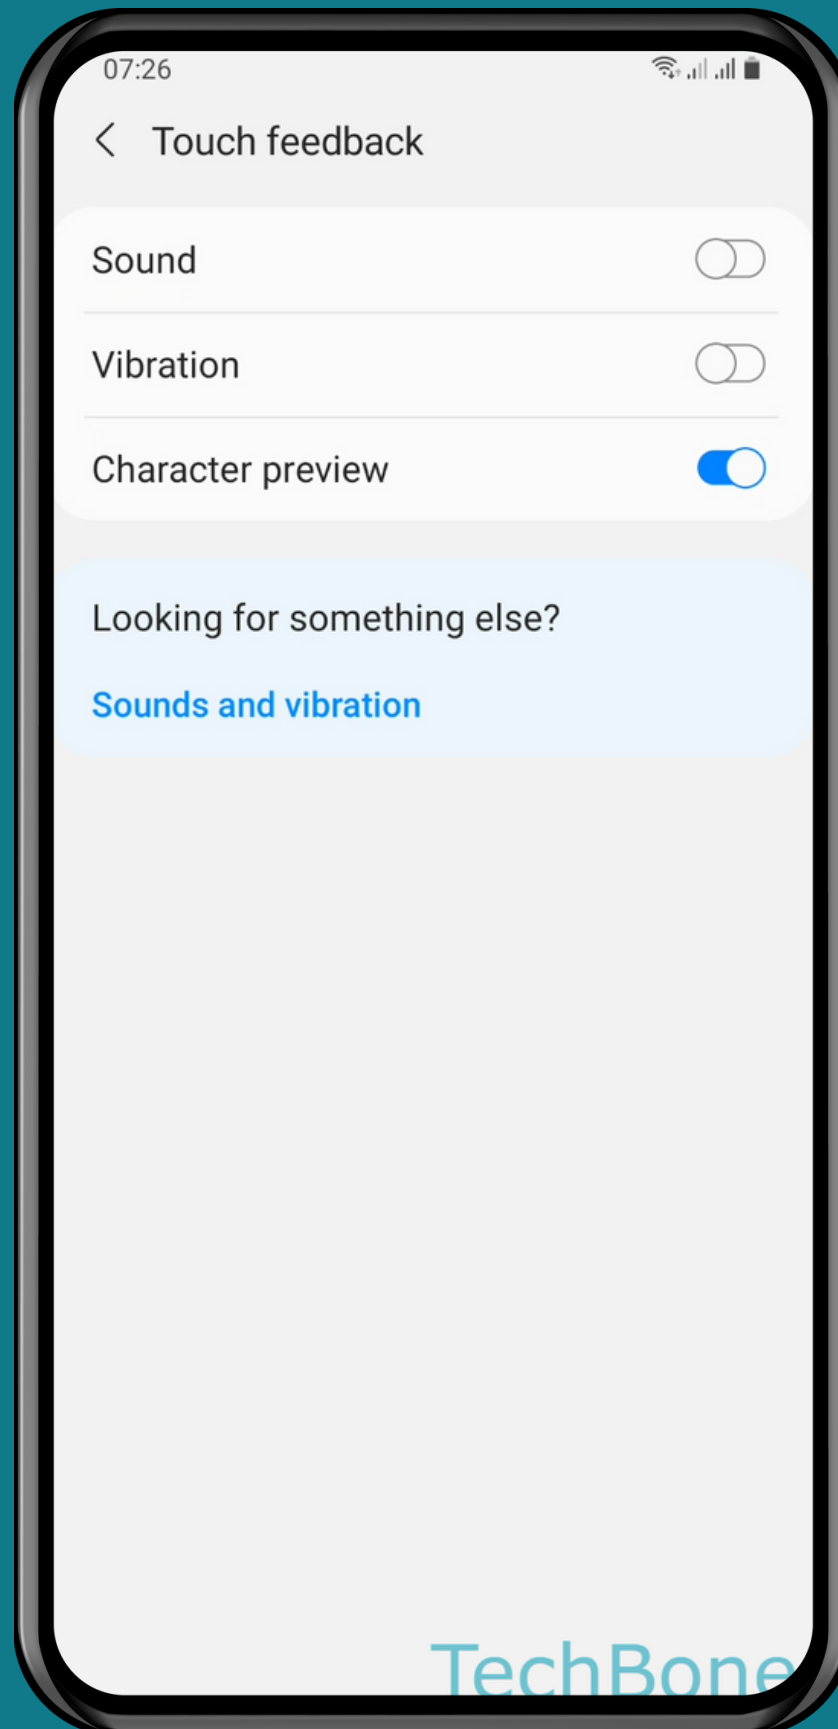 07:26
Touch feedback
Sound
Vibration
Character preview
Looking for something else?
Sounds and vibration
TechBone